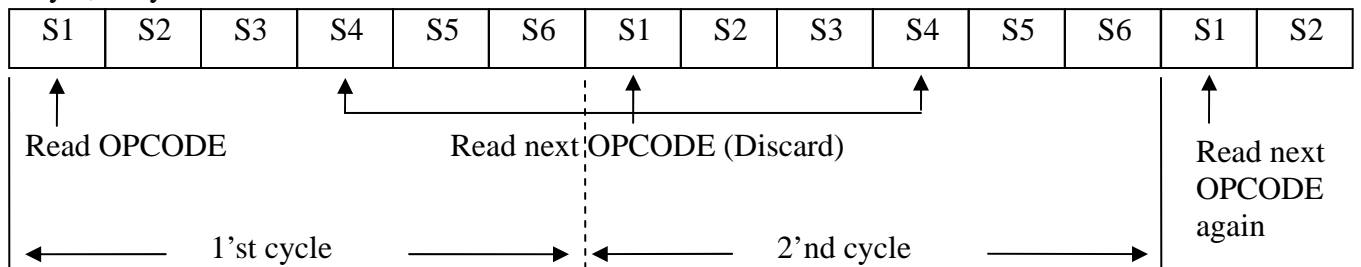 S1 S2 S3 S4 S5 S6 S1 S2 S3 S4 S5 S6 S1 S2
Read OPCODE
Read next OPCODE (Discard)
Read next
OPCODE
again
1'st cycle
2'nd cycle